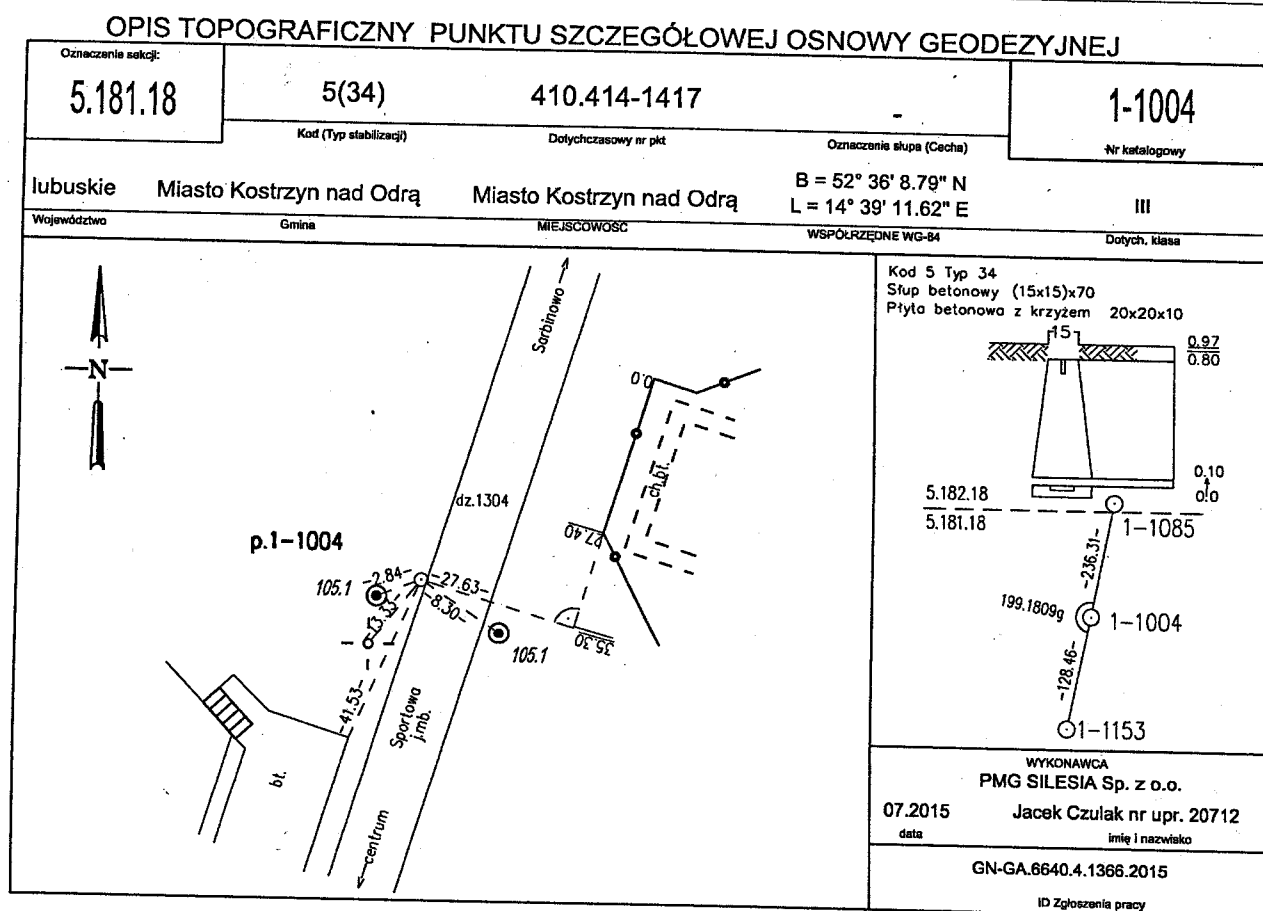 OPIS TOPOGRAFICZNY PUNKTU SZCZEGÓŁOWEJ OSNOWY GEODEZYJNEJ
Oznaczenie sekcji:
5.181.18
5(34)
Kod (Typ stabilizacji)
410.414-1417
Dotychczasowy nr pkt
-
Oznaczenie słupa (Cecha)
1-1004
Nr katalogowy
lubuskie
Województwo
Miasto Kostrzyn nad Odrą
Gmina
Miasto Kostrzyn nad Odrą
MIEJSCOWOŚĆ
B = 52° 36' 8.79" N
L = 14° 39' 11.62" E
WSPÓŁRZĘDNE WG-84
III
Dotych. klasa
N
Sarbinowo
0.0
ch.bt.
dz.1304
27.40
p.1-1004
105.1
-2.84-
-27.63-
-13.33-
-8.30-
35.30
105.1
-41.53-
Sportowa
j.mb.
bt.
centrum
Kod 5 Typ 34
Słup betonowy (15x15)x70
Płyta betonowa z krzyżem 20x20x10
15
0.97
0.80
0.10
0.0
5.182.18
5.181.18
1-1085
-236.31-
199.1809g
1-1004
-128.46-
1-1153
WYKONAWCA
PMG SILESIA Sp. z o.o.
07.2015
data
Jacek Czulak nr upr. 20712
imię i nazwisko
GN-GA.6640.4.1366.2015
ID Zgłoszenia pracy